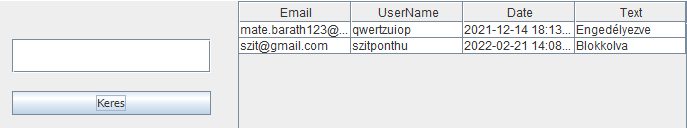 Email UserName Date Text
mate.barath123@... qwertzuiop 2021-12-14 18:13... Engedélyezve
szit@gmail.com szitponthu 2022-02-21 14:08... Blokkolva
Keres